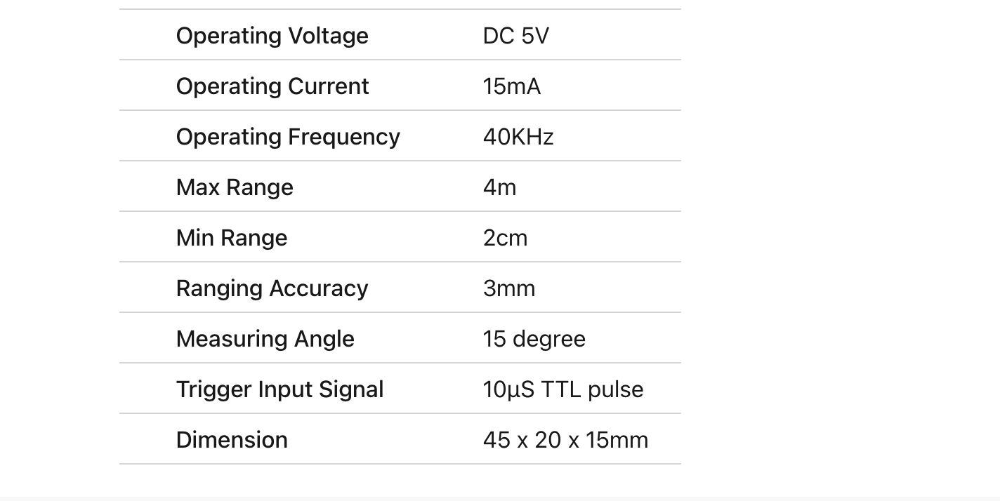 Operating Voltage DC 5V
Operating Current 15mA
Operating Frequency 40KHz
Max Range 4m
Min Range 2cm
Ranging Accuracy 3mm
Measuring Angle 15 degree
Trigger Input Signal 10µS TTL pulse
Dimension 45 x 20 x 15mm